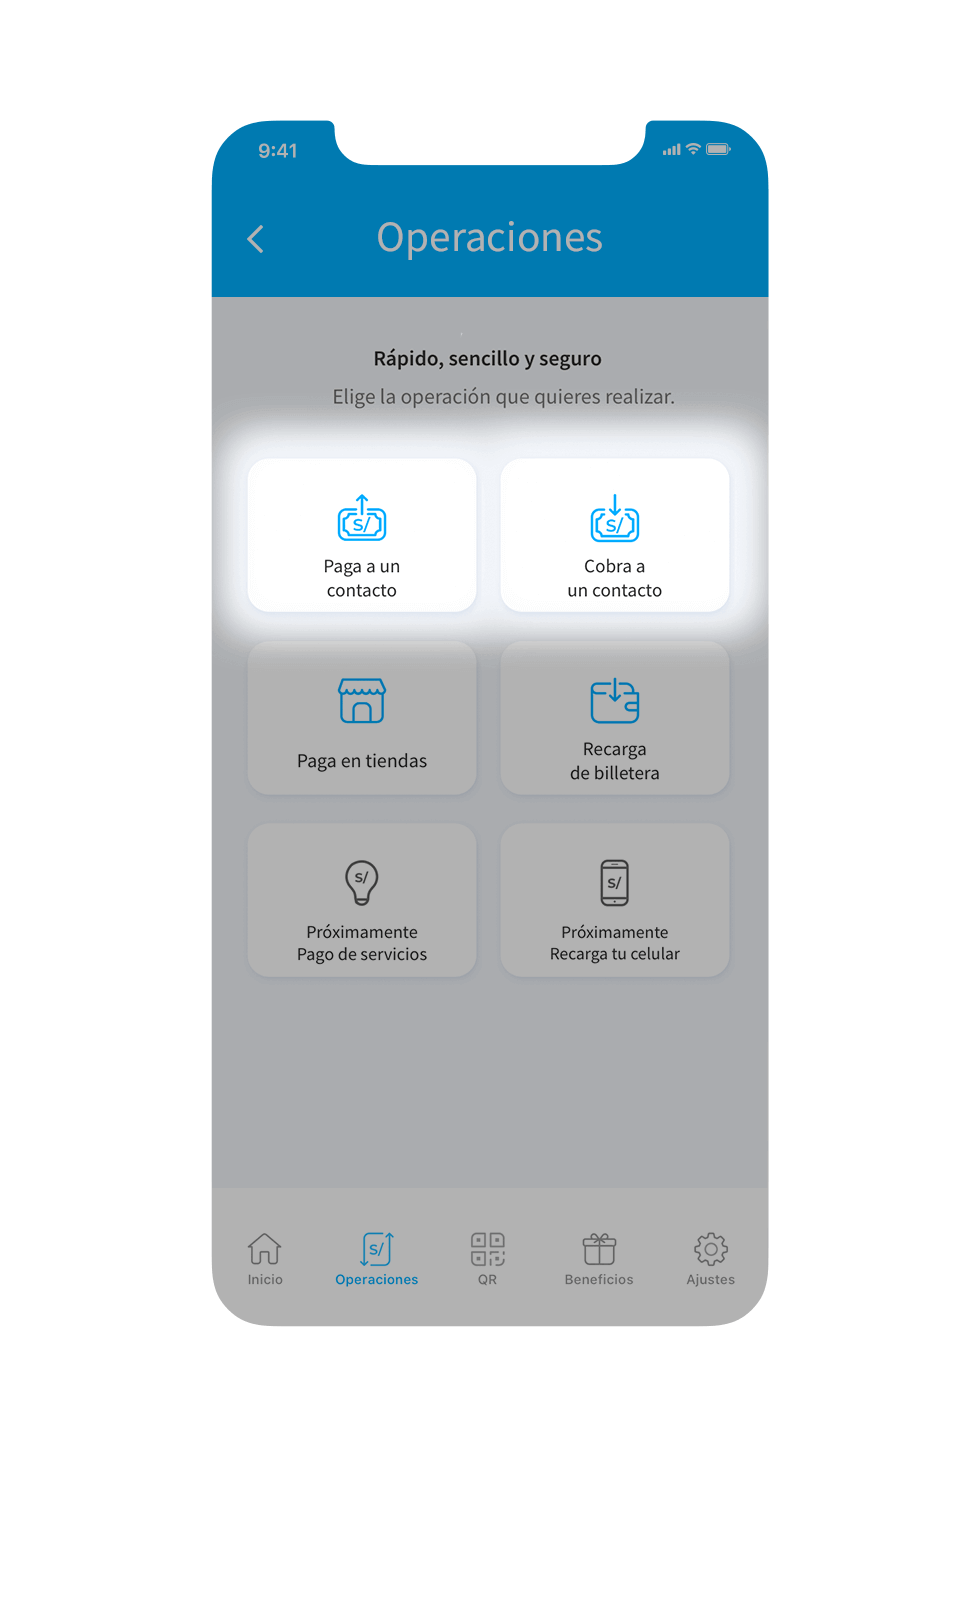 9:41
Operaciones
Rápido, sencillo y seguro
Elige la operación que quieres realizar.
S/
Paga a un
contacto
S/
Cobra a
un contacto
Paga en tiendas
Recarga
de billetera
S/
Próximamente
Pago de servicios
S/
Próximamente
Recarga tu celular
Inicio
S/
Operaciones
QR
Beneficios
Ajustes